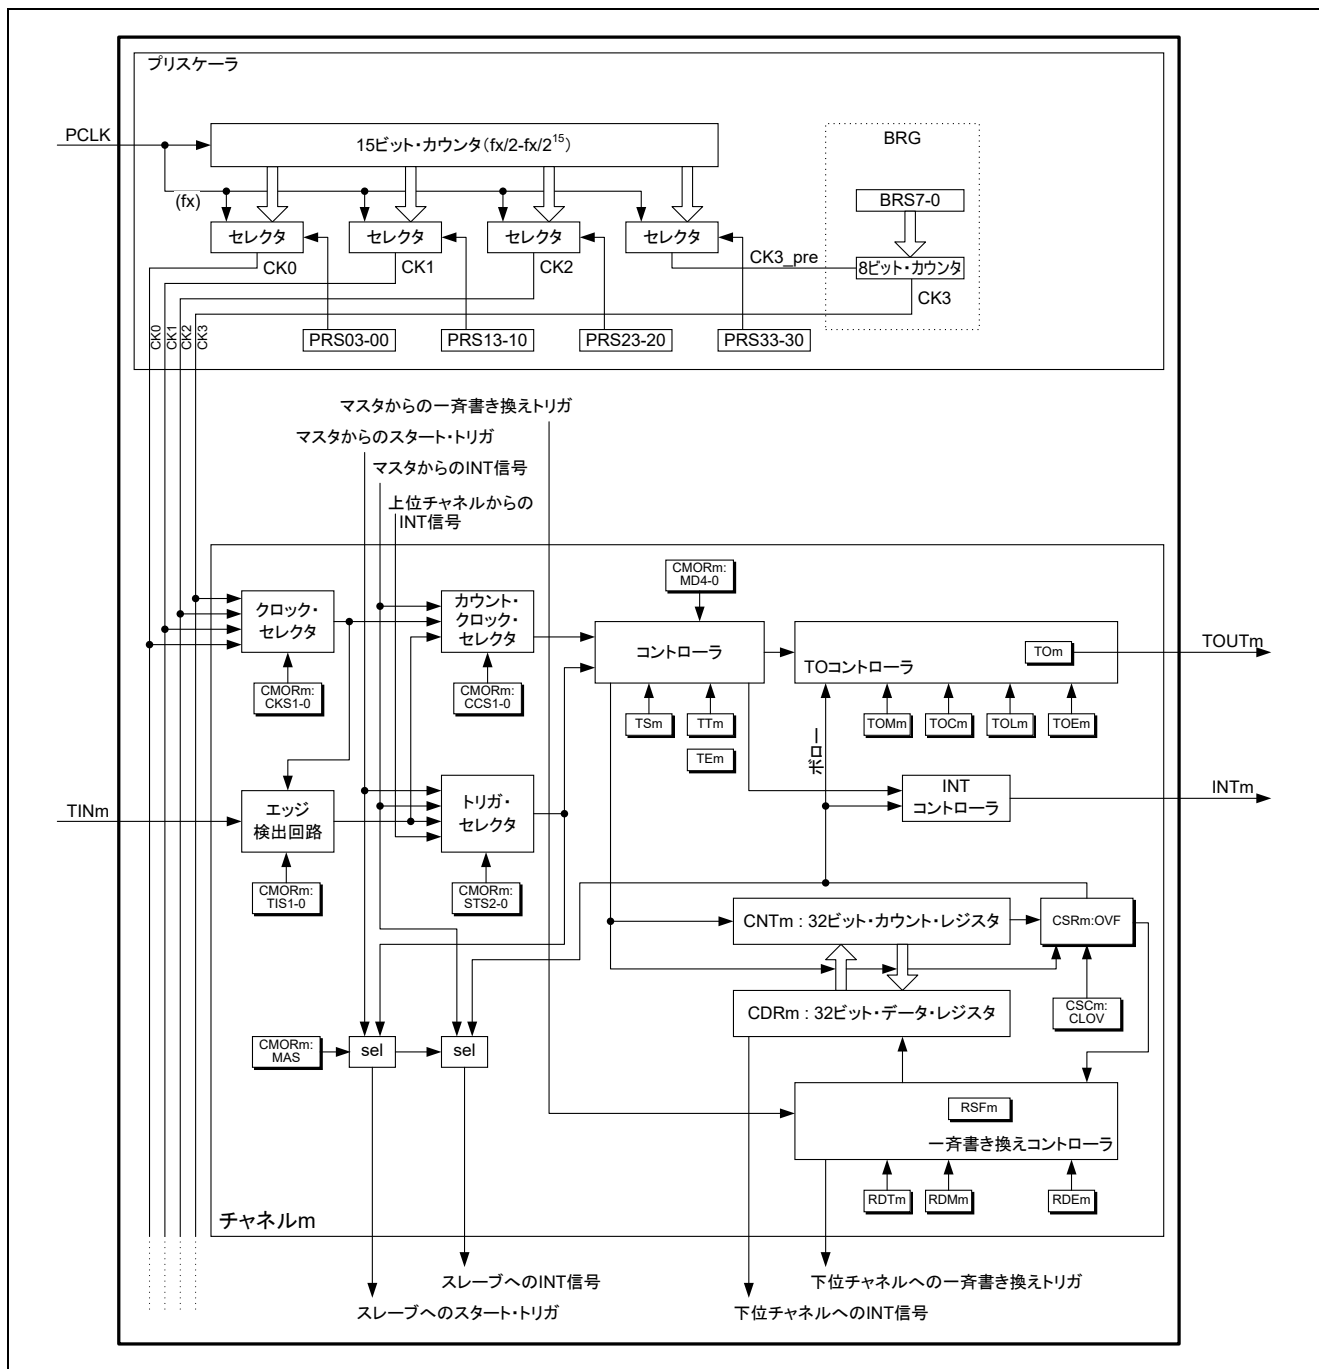 プリスケーラ
PCLK
15ビット・カウンタ(fx/2-fx/2¹⁵)
BRG
(fx)
BRS7-0
セレクタ
セレクタ
セレクタ
セレクタ
8ビット・カウンタ
CK0
CK1
CK2
CK3_pre
CK3
CK0
CK1
CK2
CK3
PRS03-00
PRS13-10
PRS23-20
PRS33-30
マスタからの一斉書き換えトリガ
マスタからのスタート・トリガ
マスタからのINT信号
上位チャネルからの
INT信号
CMORm:
MD4-0
クロック・
セレクタ
カウント・
クロック・
セレクタ
コントローラ
TOm
TOコントローラ
TOUTm
CMORm:
CKS1-0
CMORm:
CCS1-0
TSm
TTm
TEm
TOMm
TOCm
TOLm
TOEm
ボロー
TINm
エッジ
検出回路
トリガ・
セレクタ
INT
コントローラ
INTm
CMORm:
TIS1-0
CMORm:
STS2-0
CNTm : 32ビット・カウント・レジスタ
CSRm:OVF
CDRm : 32ビット・データ・レジスタ
CSCm:
CLOV
CMORm:
MAS
sel
sel
RSFm
一斉書き換えコントローラ
RDTm
RDMm
RDEm
チャネルm
スレーブへのINT信号
下位チャネルへの一斉書き換えトリガ
スレーブへのスタート・トリガ
下位チャネルへのINT信号